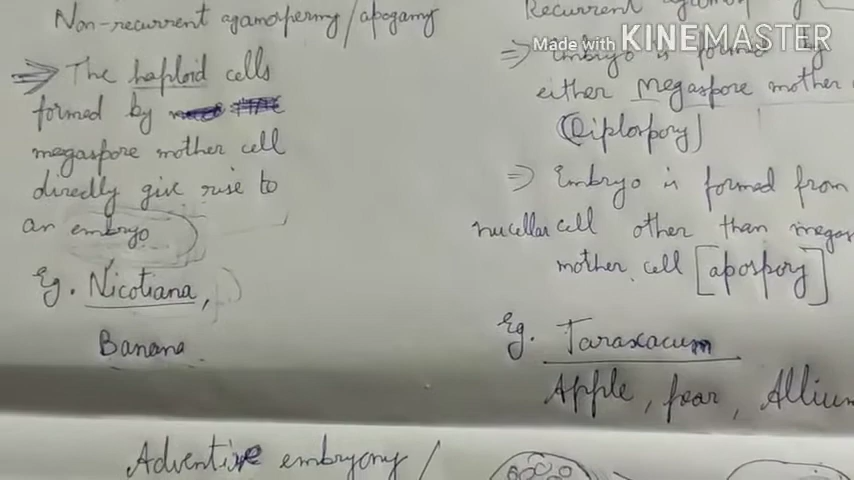 Non-recurrent agamospermy/apogamy
⇒ The haploid cells
formed by
megaspore mother cell
directly give rise to
an embryo
Eg. Nicotiana,
Banana
Recurrent
Made with KINEMASTER
⇒ Embryo is formed by
either Megaspore mother
(Diplospory)
⇒ Embryo is formed from
nucellar cell other than megas
mother cell [apospory]
Eg. Taraxacum
Apple, pear, Allium
Adventive embryony/